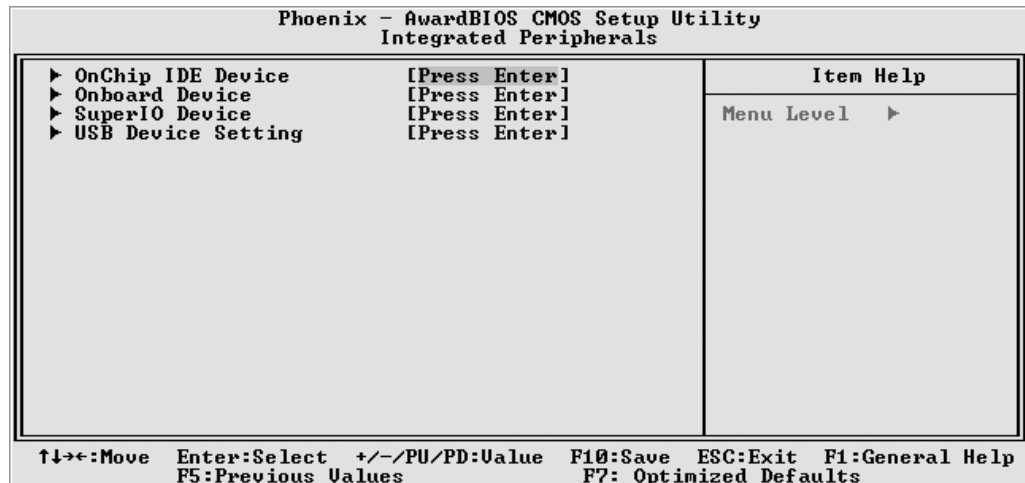 Phoenix - AwardBIOS CMOS Setup Utility
Integrated Peripherals
► OnChip IDE Device [Press Enter]
► Onboard Device [Press Enter]
► SuperIO Device [Press Enter]
► USB Device Setting [Press Enter]
Item Help
Menu Level ►
↑↓→←:Move Enter:Select +/-/PU/PD:Value F10:Save ESC:Exit F1:General Help
F5:Previous Values F7: Optimized Defaults